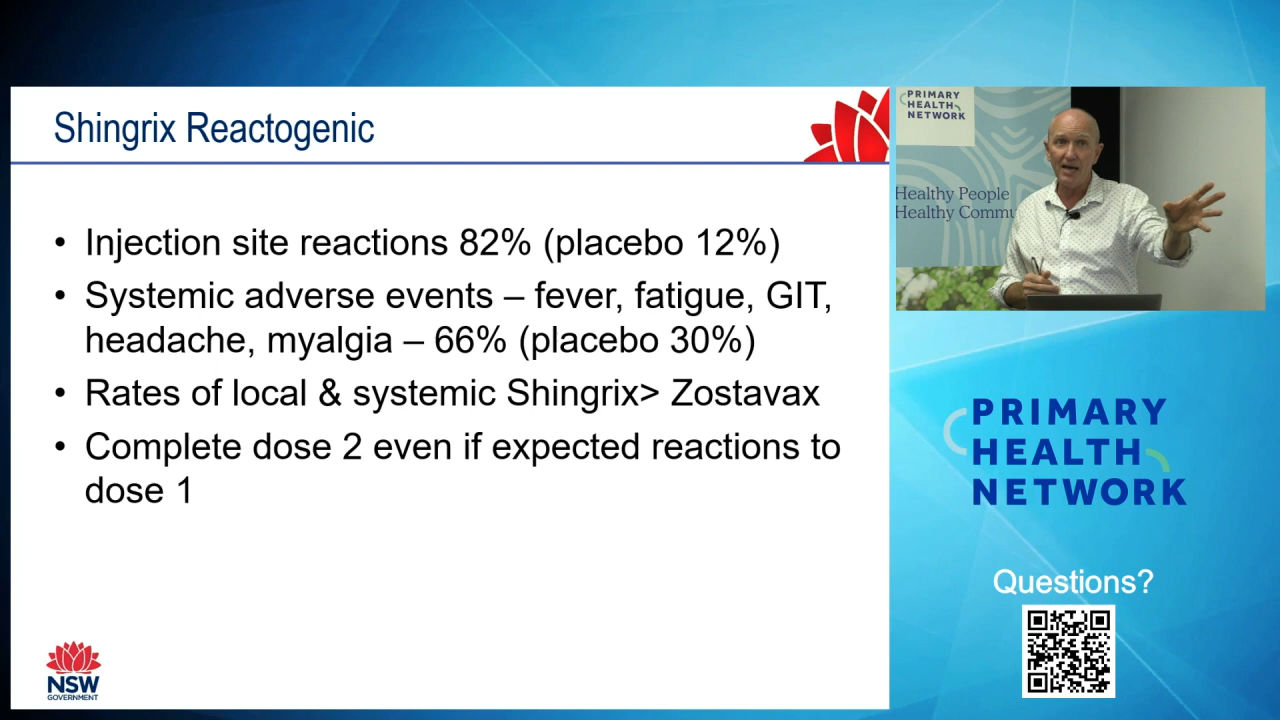 Shingrix Reactogenic
• Injection site reactions 82% (placebo 12%)
• Systemic adverse events – fever, fatigue, GIT,
headache, myalgia – 66% (placebo 30%)
• Rates of local & systemic Shingrix> Zostavax
• Complete dose 2 even if expected reactions to
dose 1
NSW
GOVERNMENT
PRIMARY
HEALTH
NETWORK
Healthy People
Healthy Commu
PRIMARY
HEALTH
NETWORK
Questions?